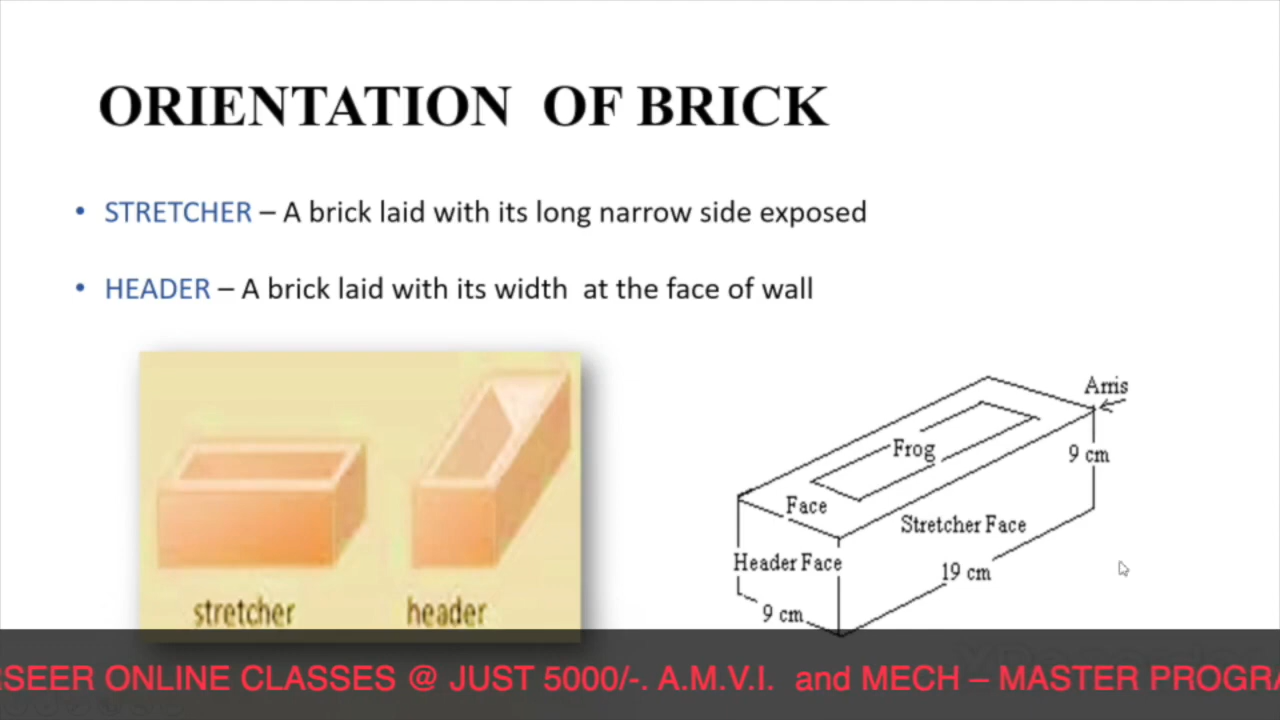 ORIENTATION OF BRICK
• STRETCHER – A brick laid with its long narrow side exposed
• HEADER – A brick laid with its width at the face of wall
Arris
Frog
9 cm
Face
Stretcher Face
Header Face
19 cm
9 cm
stretcher
header
RSEER ONLINE CLASSES @ JUST 5000/-. A.M.V.I. and MECH – MASTER PROGRA